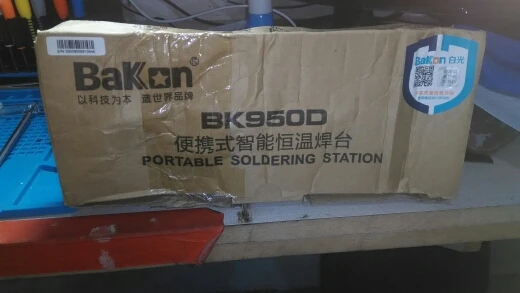 BaKon
以科技为本 造世界品牌
BK950D
便携式智能恒温焊台
PORTABLE SOLDERING STATION
BaKon 白光